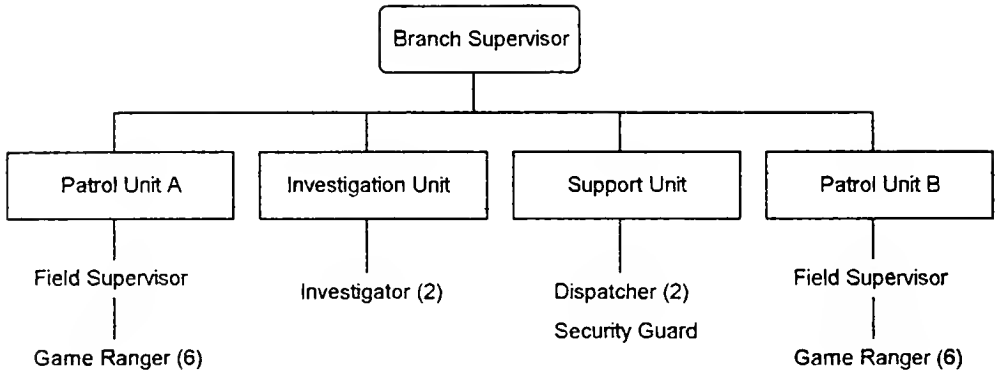 Branch Supervisor
Patrol Unit A
Investigation Unit
Support Unit
Patrol Unit B
Field Supervisor
Investigator (2)
Dispatcher (2)
Field Supervisor
Security Guard
Game Ranger (6)
Game Ranger (6)